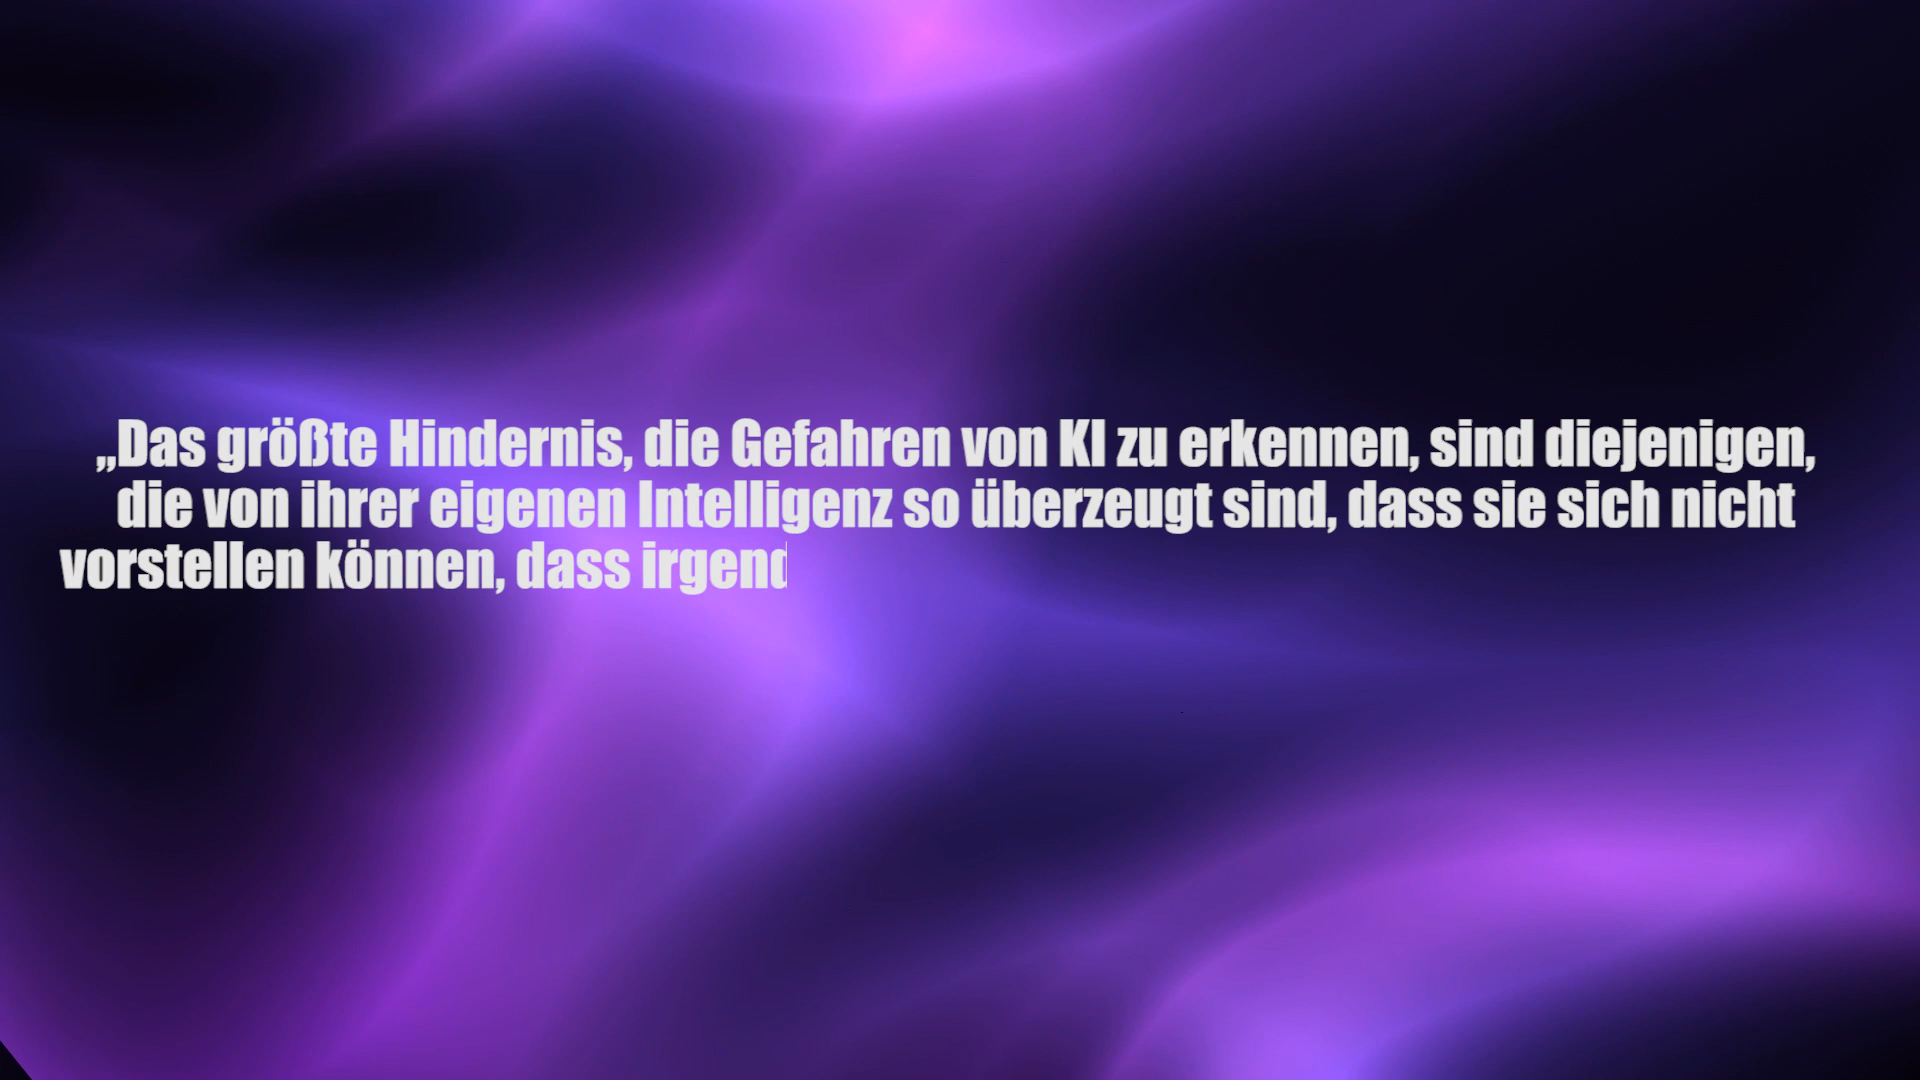 „Das größte Hindernis, die Gefahren von KI zu erkennen, sind diejenigen,
die von ihrer eigenen Intelligenz so überzeugt sind, dass sie sich nicht
vorstellen können, dass irgend